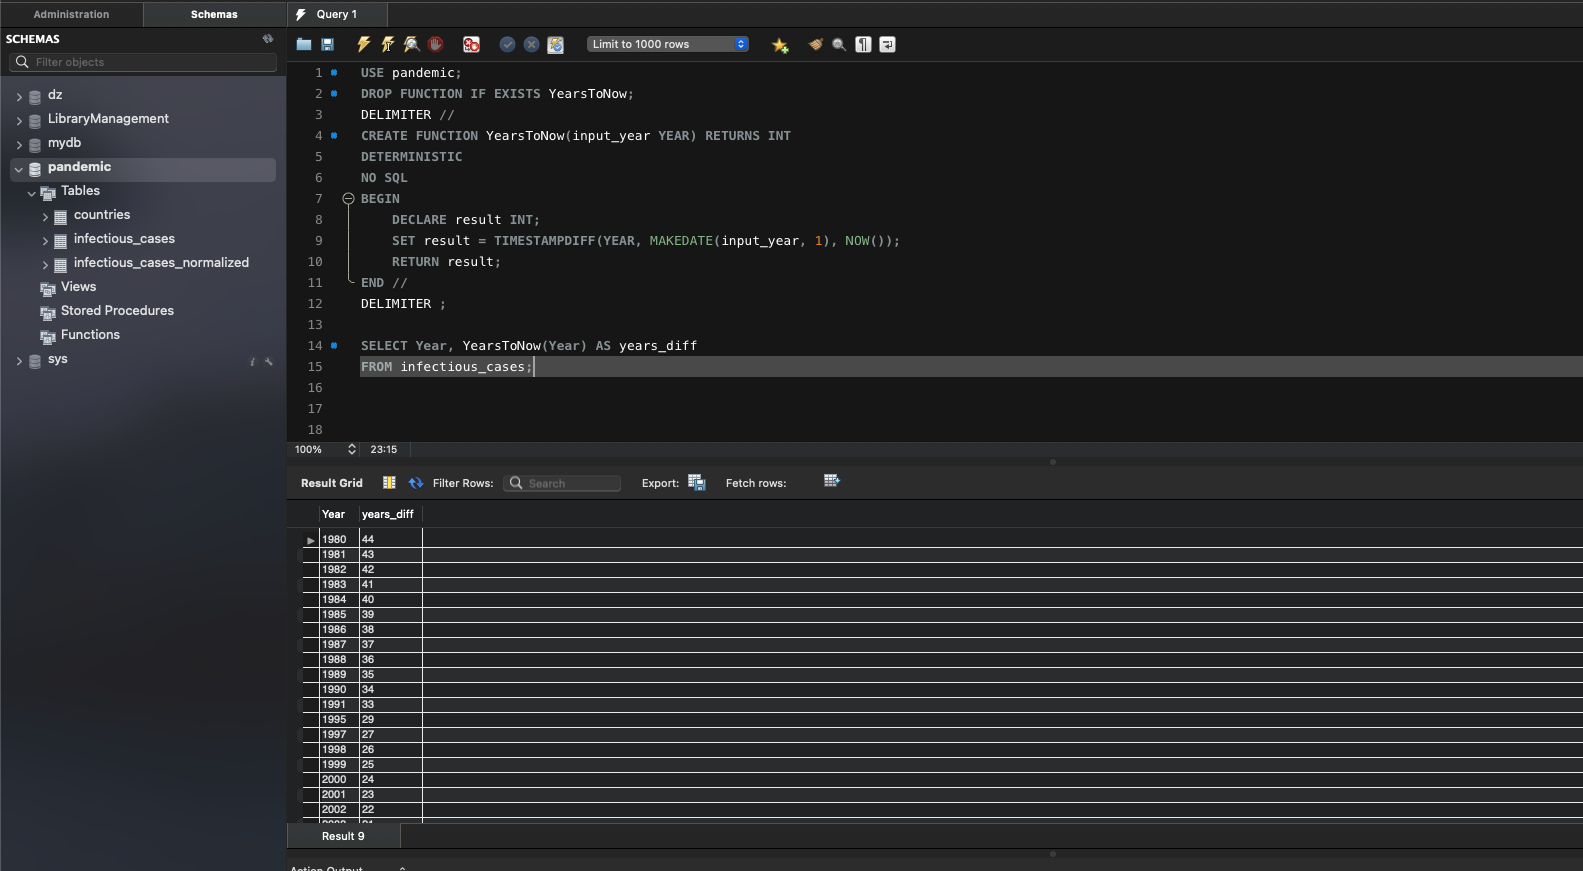 Administration
Schemas
Query 1
SCHEMAS
Filter objects
dz
LibraryManagement
mydb
pandemic
Tables
countries
infectious_cases
infectious_cases_normalized
Views
Stored Procedures
Functions
sys
Limit to 1000 rows
1 USE pandemic;
2 DROP FUNCTION IF EXISTS YearsToNow;
3 DELIMITER //
4 CREATE FUNCTION YearsToNow(input_year YEAR) RETURNS INT
5 DETERMINISTIC
6 NO SQL
7 BEGIN
8 DECLARE result INT;
9 SET result = TIMESTAMPDIFF(YEAR, MAKEDATE(input_year, 1), NOW());
10 RETURN result;
11 END //
12 DELIMITER ;
13
14 SELECT Year, YearsToNow(Year) AS years_diff
15 FROM infectious_cases;
16
17
18
100% 23:15
Result Grid Filter Rows: Search Export: Fetch rows:
Year years_diff
1980 44
1981 43
1982 42
1983 41
1984 40
1985 39
1986 38
1987 37
1988 36
1989 35
1990 34
1991 33
1995 29
1997 27
1998 26
1999 25
2000 24
2001 23
2002 22
Result 9
Action Output